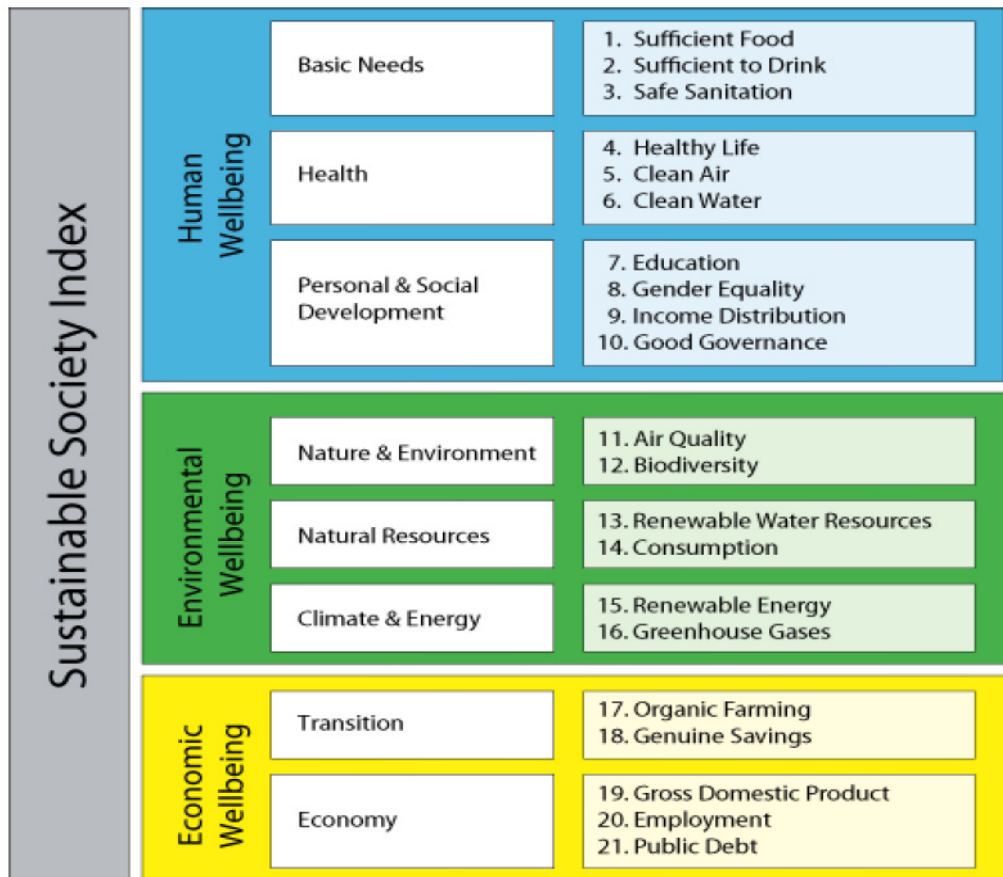 Sustainable Society Index
Human
Wellbeing
Basic Needs
1. Sufficient Food
2. Sufficient to Drink
3. Safe Sanitation
Health
4. Healthy Life
5. Clean Air
6. Clean Water
Personal & Social
Development
7. Education
8. Gender Equality
9. Income Distribution
10. Good Governance
Environmental
Wellbeing
Nature & Environment
11. Air Quality
12. Biodiversity
Natural Resources
13. Renewable Water Resources
14. Consumption
Climate & Energy
15. Renewable Energy
16. Greenhouse Gases
Economic
Wellbeing
Transition
17. Organic Farming
18. Genuine Savings
Economy
19. Gross Domestic Product
20. Employment
21. Public Debt